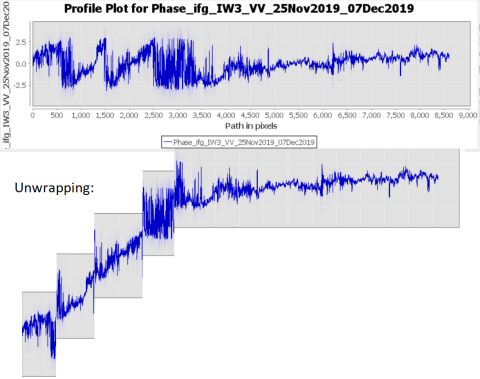 Profile Plot for Phase_ifg_IW3_VV_25Nov2019_07Dec2019
_ifg_IW3_VV_25Nov2019_07Dec20
2.5
0.0
-2.5
0 500 1,000 1,500 2,000 2,500 3,000 3,500 4,000 4,500 5,000 5,500 6,000 6,500 7,000 7,500 8,000 8,500 9,000
Path in pixels
Phase_ifg_IW3_VV_25Nov2019_07Dec2019
Unwrapping: